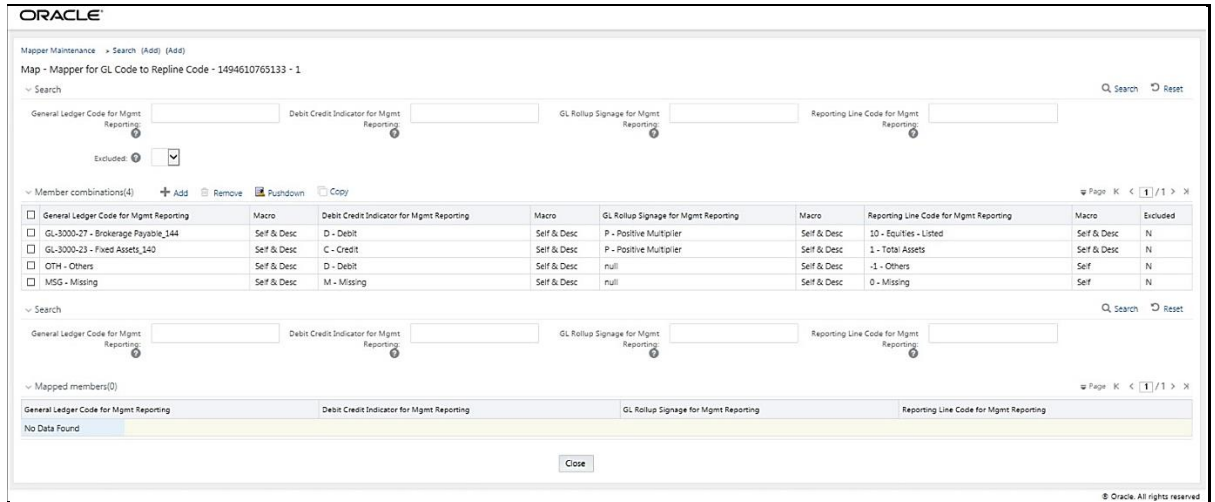 ORACLE
Mapper Maintenance > Search (Add) (Add)
Map - Mapper for GL Code to Repline Code - 1494610765133 - 1
Search
Search Reset
General Ledger Code for Mgmt Reporting:
Debit Credit Indicator for Mgmt Reporting:
GL Rollup Signage for Mgmt Reporting:
Reporting Line Code for Mgmt Reporting:
Excluded:
Member combinations(4) Add Remove Pushdown Copy Page 1 / 1
General Ledger Code for Mgmt Reporting Macro Debit Credit Indicator for Mgmt Reporting Macro GL Rollup Signage for Mgmt Reporting Macro Reporting Line Code for Mgmt Reporting Macro Excluded
GL-3000-27 - Brokerage Payable_144 Self & Desc D - Debit Self & Desc P - Positive Multiplier Self & Desc 10 - Equities - Listed Self & Desc N
GL-3000-23 - Fixed Assets_140 Self & Desc C - Credit Self & Desc P - Positive Multiplier Self & Desc 1 - Total Assets Self & Desc N
OTH - Others Self & Desc D - Debit Self & Desc null Self & Desc -1 - Others Self N
MSG - Missing Self & Desc M - Missing Self & Desc null Self & Desc 0 - Missing Self N
Search
Search Reset
General Ledger Code for Mgmt Reporting:
Debit Credit Indicator for Mgmt Reporting:
GL Rollup Signage for Mgmt Reporting:
Reporting Line Code for Mgmt Reporting:
Mapped members(0) Page 1 / 1
General Ledger Code for Mgmt Reporting Debit Credit Indicator for Mgmt Reporting GL Rollup Signage for Mgmt Reporting Reporting Line Code for Mgmt Reporting
No Data Found
Close
® Oracle. All rights reserved